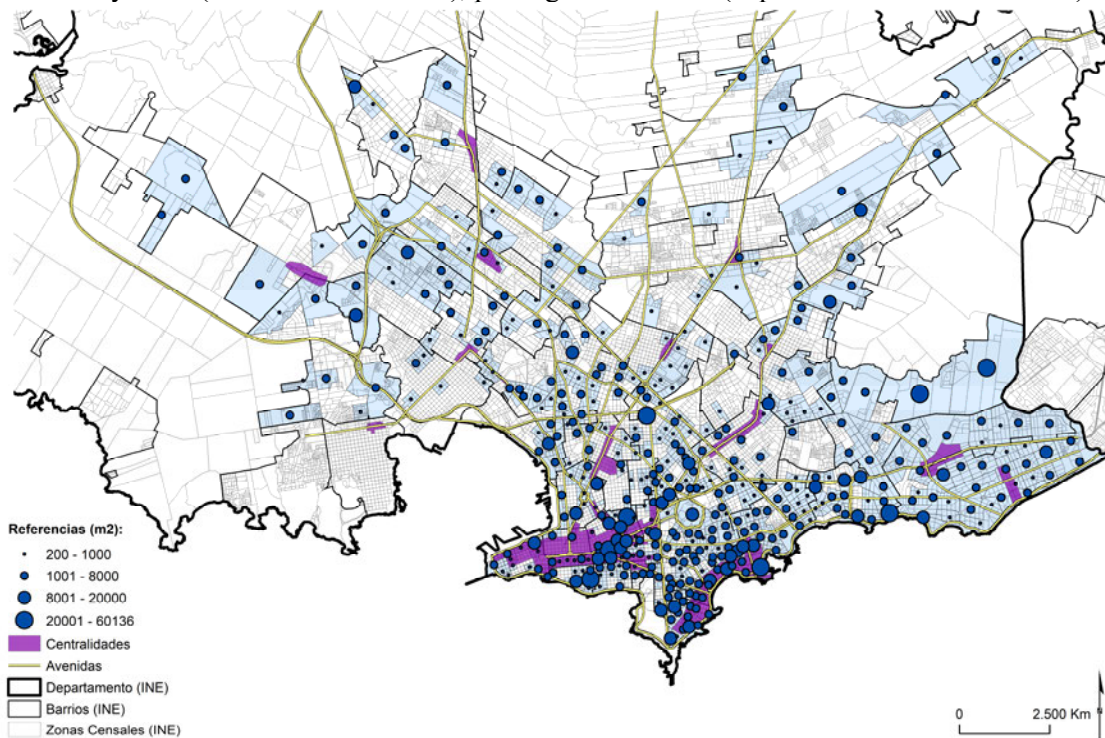 Referencias (m2):
200 - 1000
1001 - 8000
8001 - 20000
20001 - 60136
Centralidades
Avenidas
Departamento (INE)
Barrios (INE)
Zonas Censales (INE)
0 2.500 Km
N